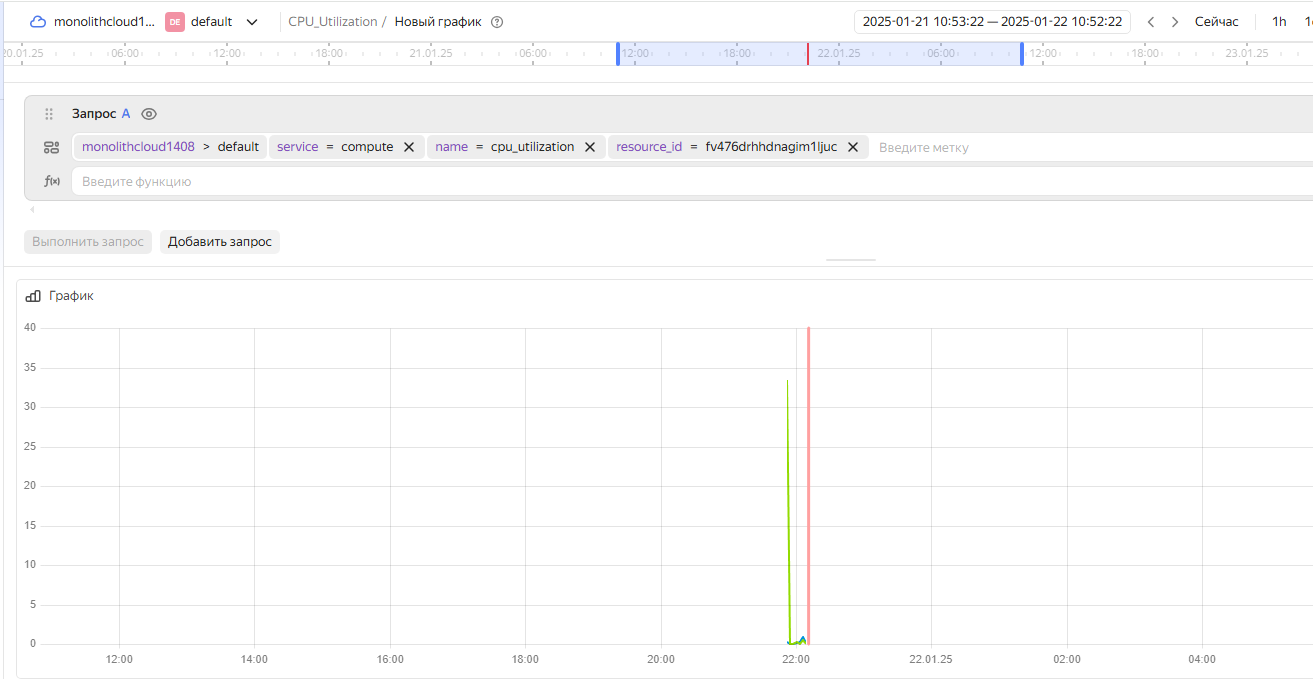 monolithcloud1... DE default CPU_Utilization / Новый график 2025-01-21 10:53:22 — 2025-01-22 10:52:22 Сейчас 1h
20.01.25 06:00 12:00 18:00 21.01.25 06:00 12:00 18:00 22.01.25 06:00 12:00 18:00 23.01.25
Запрос A
monolithcloud1408 > default service = compute name = cpu_utilization resource_id = fv476drhhdnagim1ljuc Введите метку
f(x) Введите функцию
Выполнить запрос Добавить запрос
График
40
35
30
25
20
15
10
5
0
12:00 14:00 16:00 18:00 20:00 22:00 22.01.25 02:00 04:00